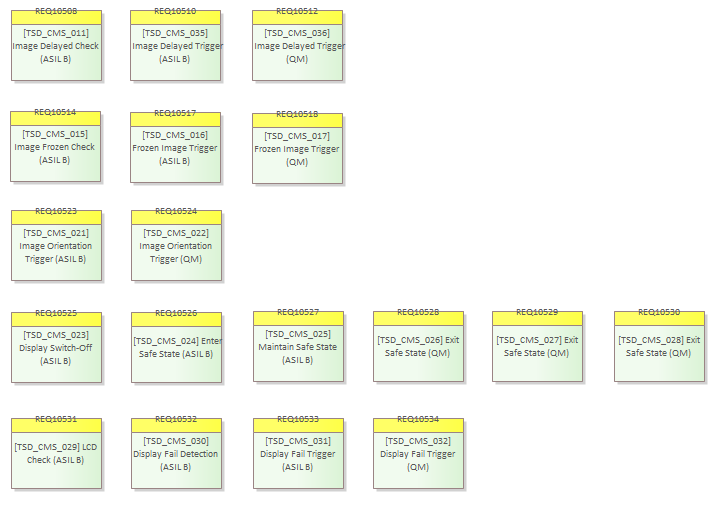 REQ10508
[TSD_CMS_011]
Image Delayed Check
(ASIL B)
REQ10510
[TSD_CMS_035]
Image Delayed Trigger
(ASIL B)
REQ10512
[TSD_CMS_036]
Image Delayed Trigger
(QM)
REQ10514
[TSD_CMS_015]
Image Frozen Check
(ASIL B)
REQ10517
[TSD_CMS_016]
Frozen Image Trigger
(ASIL B)
REQ10518
[TSD_CMS_017]
Frozen Image Trigger
(QM)
REQ10523
[TSD_CMS_021]
Image Orientation
Trigger (ASIL B)
REQ10524
[TSD_CMS_022]
Image Orientation
Trigger (QM)
REQ10525
[TSD_CMS_023]
Display Switch-Off
(ASIL B)
REQ10526
[TSD_CMS_024] Enter
Safe State (ASIL B)
REQ10527
[TSD_CMS_025]
Maintain Safe State
(ASIL B)
REQ10528
[TSD_CMS_026] Exit
Safe State (QM)
REQ10529
[TSD_CMS_027] Exit
Safe State (QM)
REQ10530
[TSD_CMS_028] Exit
Safe State (QM)
REQ10531
[TSD_CMS_029] LCD
Check (ASIL B)
REQ10532
[TSD_CMS_030]
Display Fail Detection
(ASIL B)
REQ10533
[TSD_CMS_031]
Display Fail Trigger
(ASIL B)
REQ10534
[TSD_CMS_032]
Display Fail Trigger
(QM)